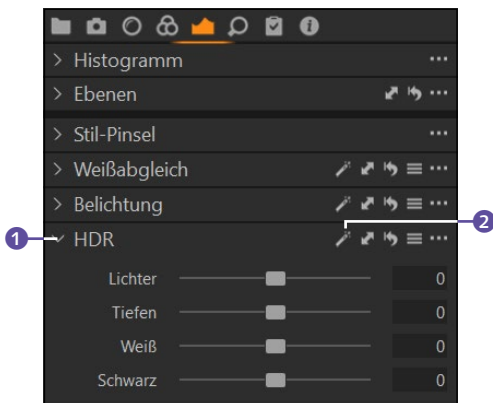 Histogramm
Ebenen
Stil-Pinsel
Weißabgleich
Belichtung
2
1 HDR
Lichter 0
Tiefen 0
Weiß 0
Schwarz 0